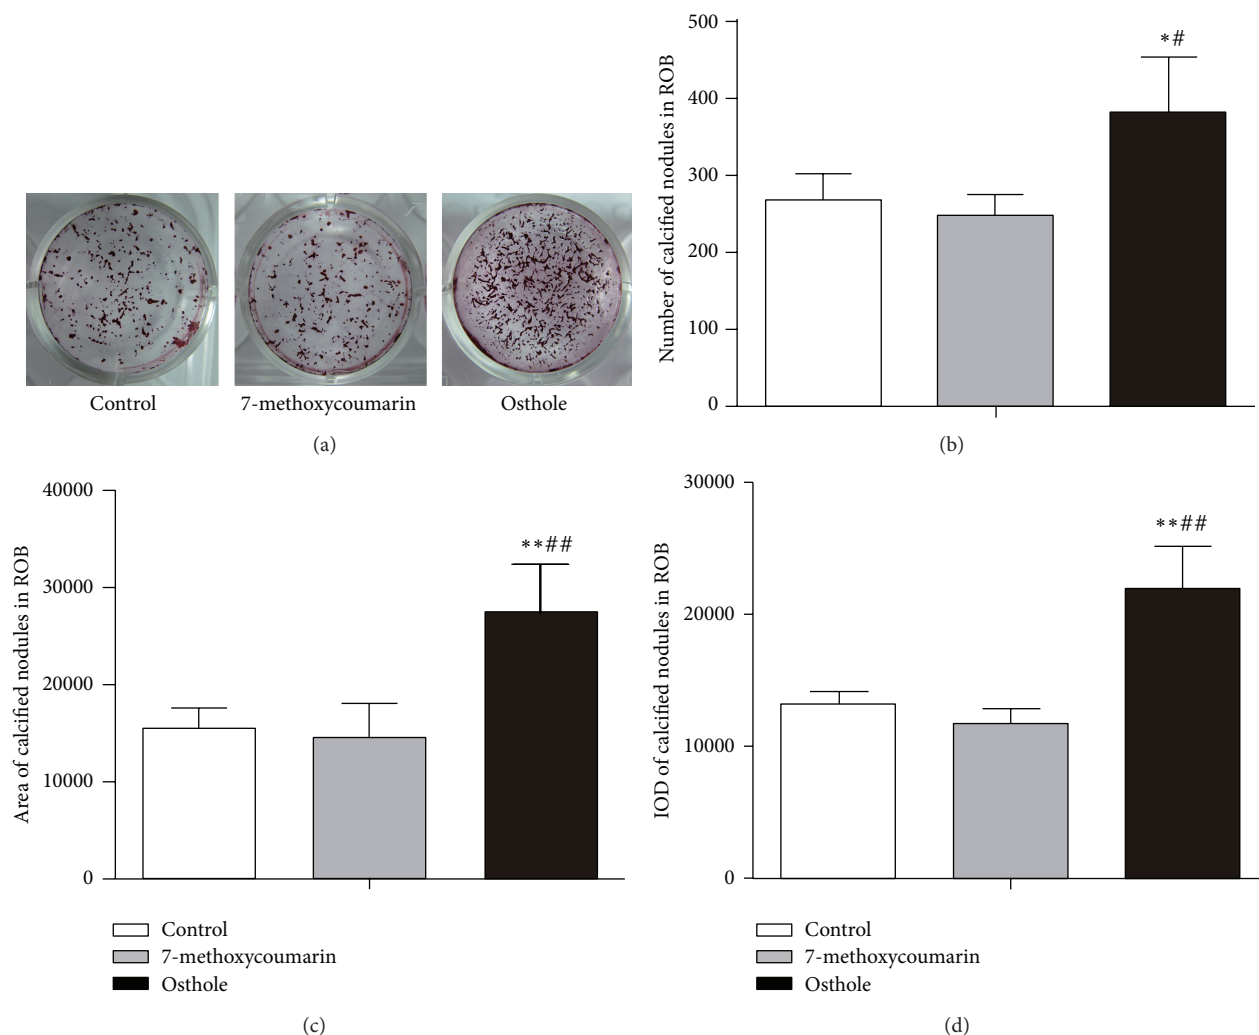 Control
7-methoxycoumarin
Osthole
(a)
500
400
300
200
300
0
Number of calcified nodules in ROB
*#
(b)
40000
30000
20000
10000
0
Area of calcified nodules in ROB
**##
Control
7-methoxycoumarin
Osthole
(c)
30000
20000
10000
0
IOD of calcified nodules in ROB
**##
Control
7-methoxycoumarin
Osthole
(d)